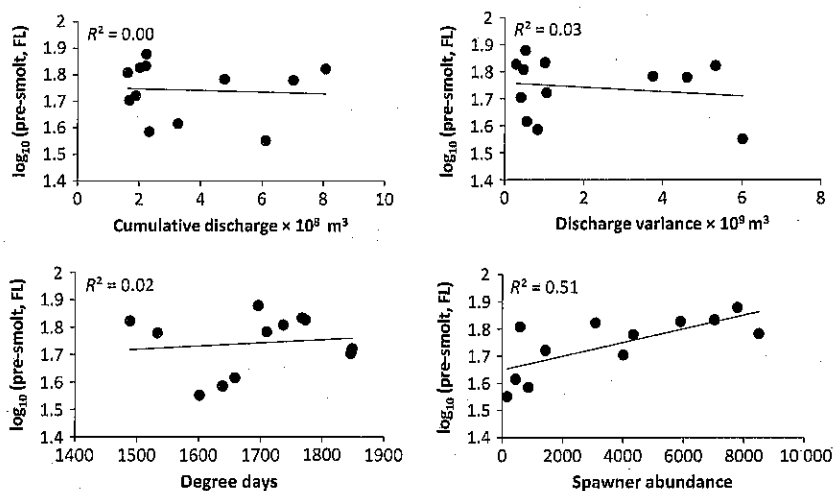 R² = 0.00
2
1.9
1.8
1.7
1.6
1.5
1.4
log₁₀ (pre-smolt, FL)
0 2 4 6 8 10
Cumulative discharge × 10⁸ m³
R² = 0.03
2
1.9
1.8
1.7
1.6
1.5
1.4
log₁₀ (pre-smolt, FL)
0 2 4 6 8
Discharge variance × 10⁹ m³
R² = 0.02
2
1.9
1.8
1.7
1.6
1.5
1.4
log₁₀ (pre-smolt, FL)
1400 1500 1600 1700 1800 1900
Degree days
R² = 0.51
2
1.9
1.8
1.7
1.6
1.5
1.4
log₁₀ (pre-smolt, FL)
0 2000 4000 6000 8000 10 000
Spawner abundance